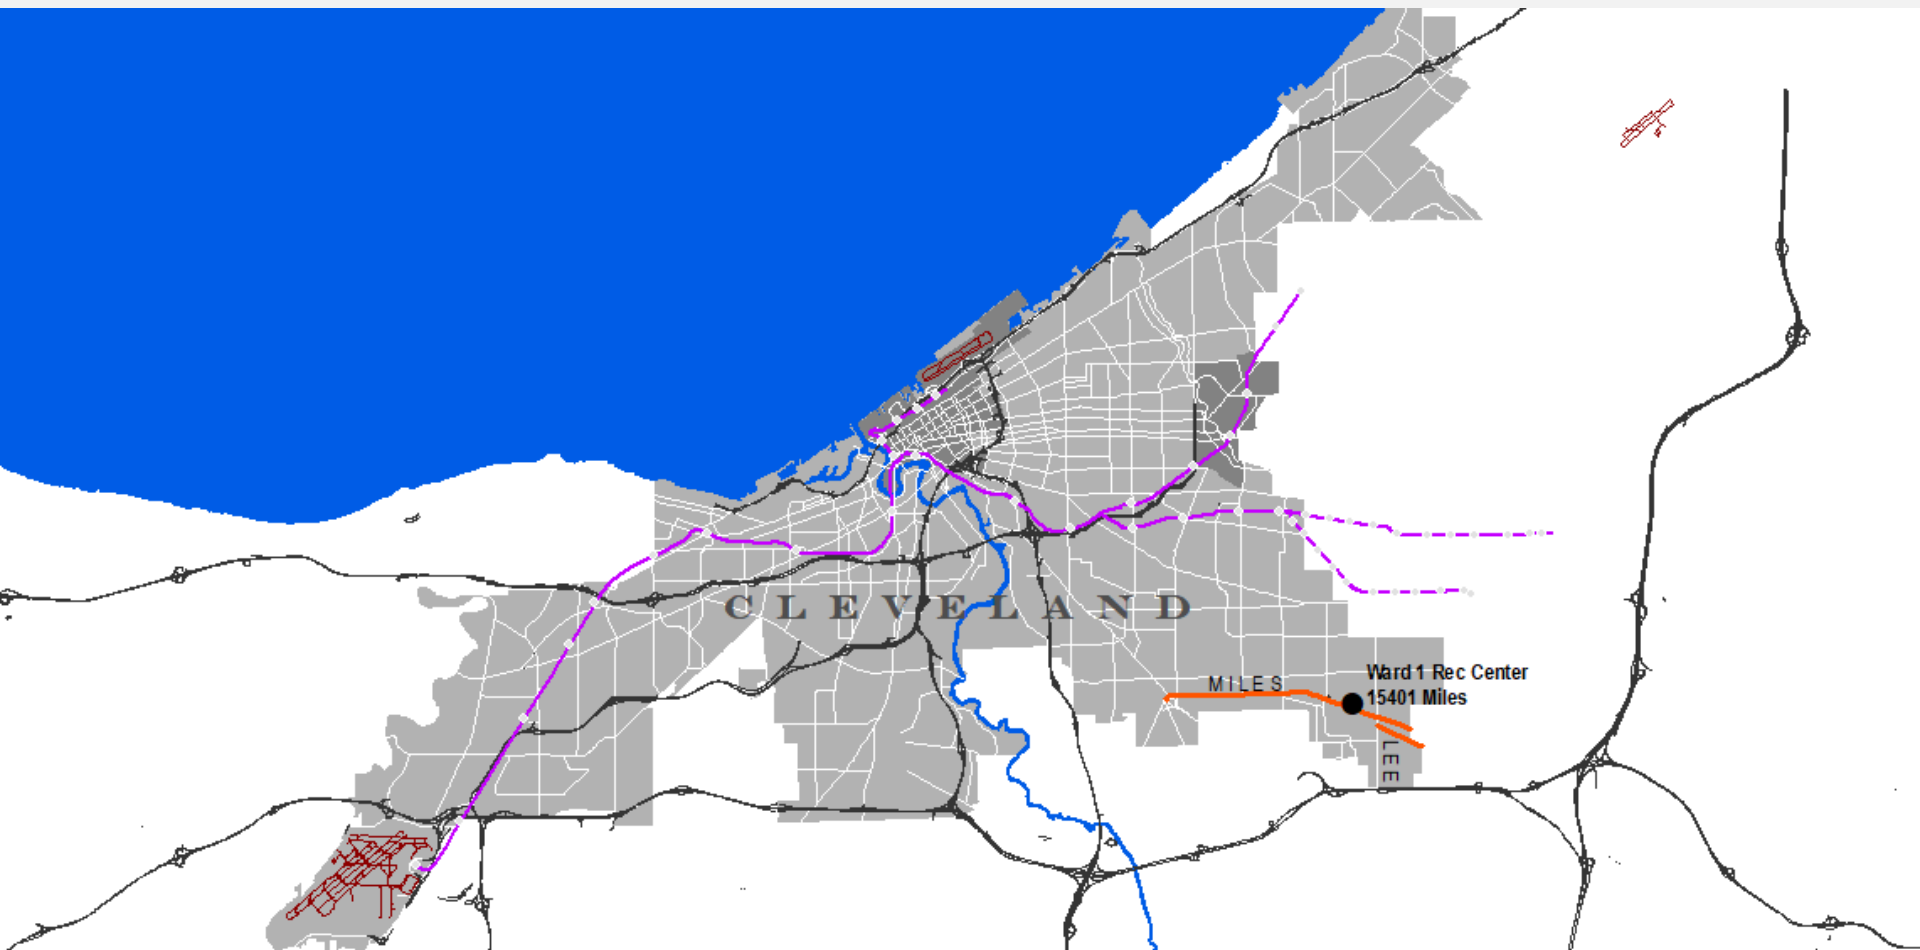 CLEVELAND
Ward 1 Rec Center
MILES
15401 Miles
LEE